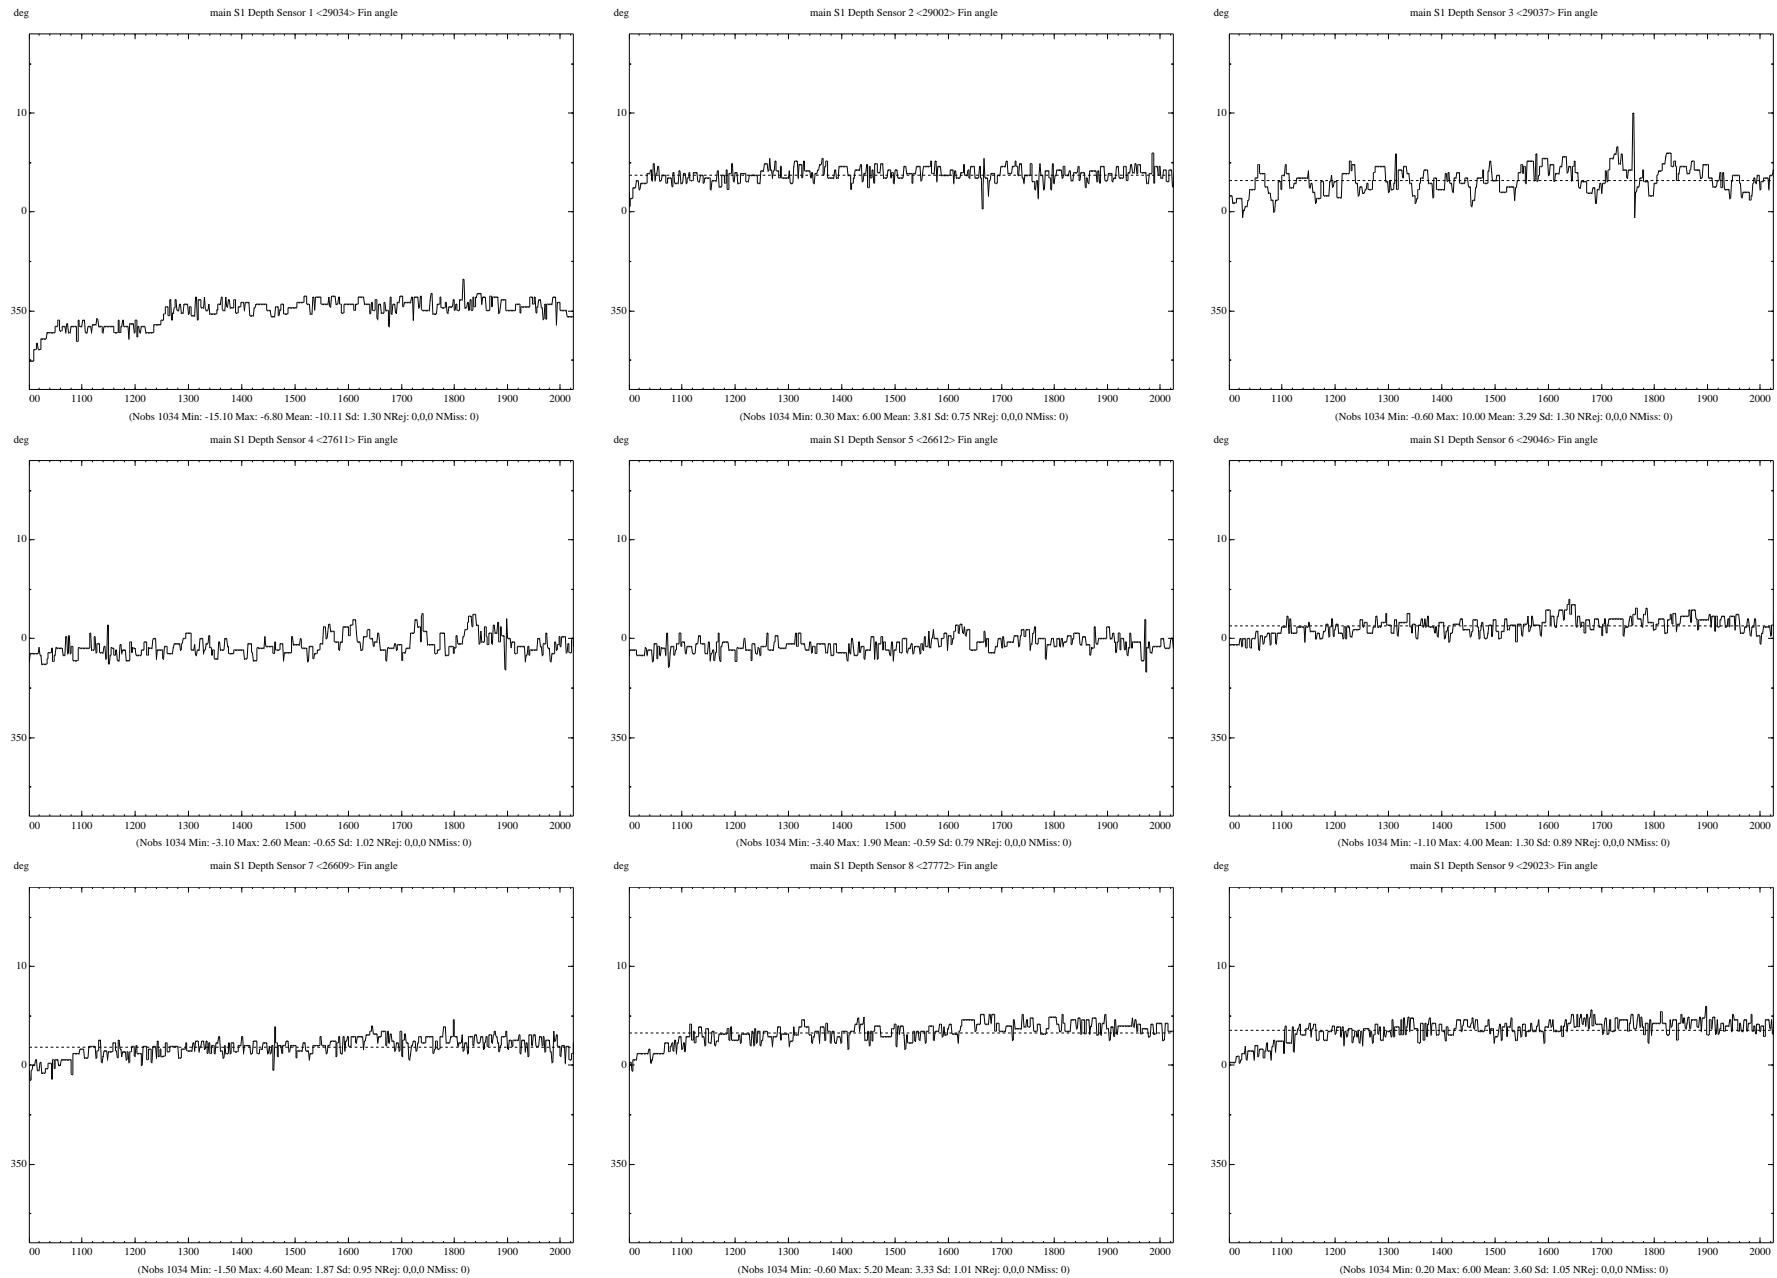 deg main S1 Depth Sensor 1 <29034> Fin angle
10
0
350
00 1100 1200 1300 1400 1500 1600 1700 1800 1900 2000
(Nobs 1034 Min: -15.10 Max: -6.80 Mean: -10.11 Sd: 1.30 NRej: 0,0,0 NMiss: 0)
deg main S1 Depth Sensor 2 <29002> Fin angle
10
0
350
00 1100 1200 1300 1400 1500 1600 1700 1800 1900 2000
(Nobs 1034 Min: 0.30 Max: 6.00 Mean: 3.81 Sd: 0.75 NRej: 0,0,0 NMiss: 0)
deg main S1 Depth Sensor 3 <29037> Fin angle
10
0
350
00 1100 1200 1300 1400 1500 1600 1700 1800 1900 2000
(Nobs 1034 Min: -0.60 Max: 10.00 Mean: 3.29 Sd: 1.30 NRej: 0,0,0 NMiss: 0)
deg main S1 Depth Sensor 4 <27611> Fin angle
10
0
350
00 1100 1200 1300 1400 1500 1600 1700 1800 1900 2000
(Nobs 1034 Min: -3.10 Max: 2.60 Mean: -0.65 Sd: 1.02 NRej: 0,0,0 NMiss: 0)
deg main S1 Depth Sensor 5 <26612> Fin angle
10
0
350
00 1100 1200 1300 1400 1500 1600 1700 1800 1900 2000
(Nobs 1034 Min: -3.40 Max: 1.90 Mean: -0.59 Sd: 0.79 NRej: 0,0,0 NMiss: 0)
deg main S1 Depth Sensor 6 <29046> Fin angle
10
0
350
00 1100 1200 1300 1400 1500 1600 1700 1800 1900 2000
(Nobs 1034 Min: -1.10 Max: 4.00 Mean: 1.30 Sd: 0.89 NRej: 0,0,0 NMiss: 0)
deg main S1 Depth Sensor 7 <26609> Fin angle
10
0
350
00 1100 1200 1300 1400 1500 1600 1700 1800 1900 2000
(Nobs 1034 Min: -1.50 Max: 4.60 Mean: 1.87 Sd: 0.95 NRej: 0,0,0 NMiss: 0)
deg main S1 Depth Sensor 8 <27772> Fin angle
10
0
350
00 1100 1200 1300 1400 1500 1600 1700 1800 1900 2000
(Nobs 1034 Min: -0.60 Max: 5.20 Mean: 3.33 Sd: 1.01 NRej: 0,0,0 NMiss: 0)
deg main S1 Depth Sensor 9 <29023> Fin angle
10
0
350
00 1100 1200 1300 1400 1500 1600 1700 1800 1900 2000
(Nobs 1034 Min: 0.20 Max: 6.00 Mean: 3.60 Sd: 1.05 NRej: 0,0,0 NMiss: 0)